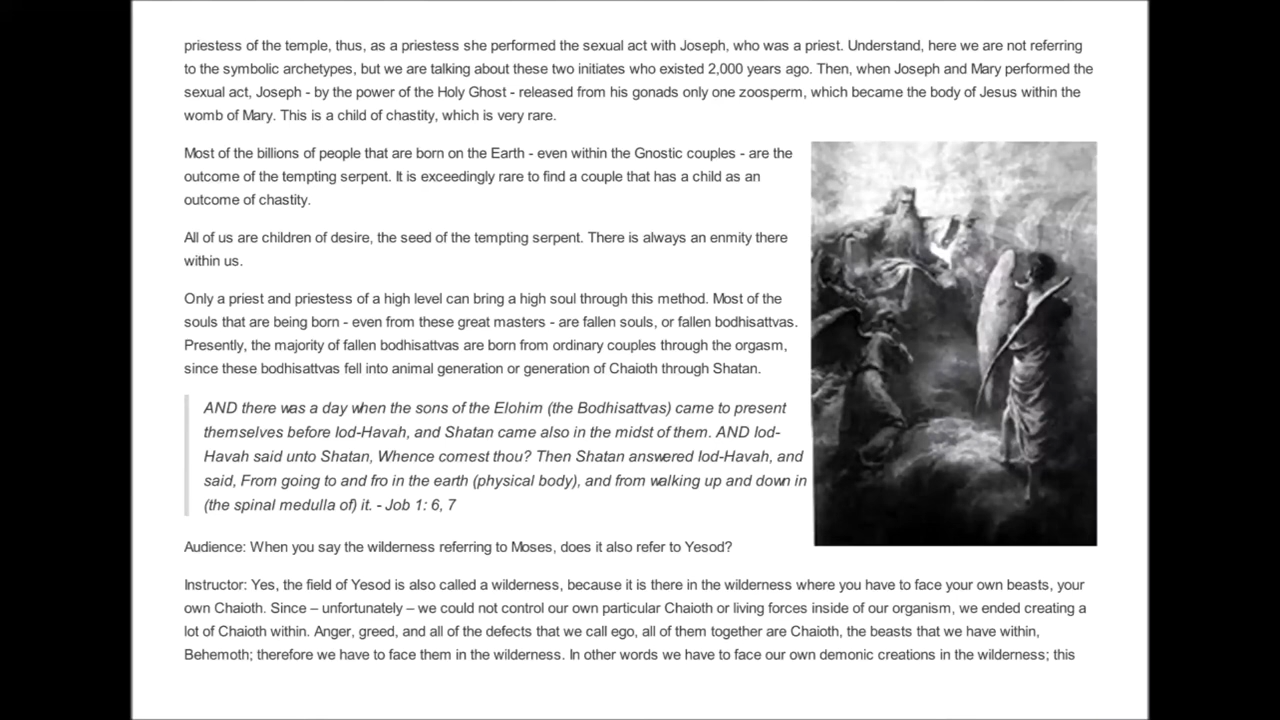 priestess of the temple, thus, as a priestess she performed the sexual act with Joseph, who was a priest. Understand, here we are not referring
to the symbolic archetypes, but we are talking about these two initiates who existed 2,000 years ago. Then, when Joseph and Mary performed the
sexual act, Joseph - by the power of the Holy Ghost - released from his gonads only one zoosperm, which became the body of Jesus within the
womb of Mary. This is a child of chastity, which is very rare.
Most of the billions of people that are born on the Earth - even within the Gnostic couples - are the
outcome of the tempting serpent. It is exceedingly rare to find a couple that has a child as an
outcome of chastity.
All of us are children of desire, the seed of the tempting serpent. There is always an enmity there
within us.
Only a priest and priestess of a high level can bring a high soul through this method. Most of the
souls that are being born - even from these great masters - are fallen souls, or fallen bodhisattvas.
Presently, the majority of fallen bodhisattvas are born from ordinary couples through the orgasm,
since these bodhisattvas fell into animal generation or generation of Chaioth through Shatan.
AND there was a day when the sons of the Elohim (the Bodhisattvas) came to present
themselves before Iod-Havah, and Shatan came also in the midst of them. AND Iod-
Havah said unto Shatan, Whence comest thou? Then Shatan answered Iod-Havah, and
said, From going to and fro in the earth (physical body), and from walking up and down in
(the spinal medulla of) it. - Job 1: 6, 7
Audience: When you say the wilderness referring to Moses, does it also refer to Yesod?
Instructor: Yes, the field of Yesod is also called a wilderness, because it is there in the wilderness where you have to face your own beasts, your
own Chaioth. Since – unfortunately – we could not control our own particular Chaioth or living forces inside of our organism, we ended creating a
lot of Chaioth within. Anger, greed, and all of the defects that we call ego, all of them together are Chaioth, the beasts that we have within,
Behemoth; therefore we have to face them in the wilderness. In other words we have to face our own demonic creations in the wilderness; this